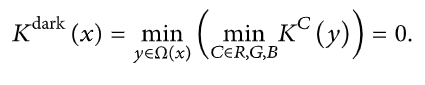 K^dark (x) = min_{y∈Ω(x)} ( min_{C∈R,G,B} K^C (y) ) = 0.